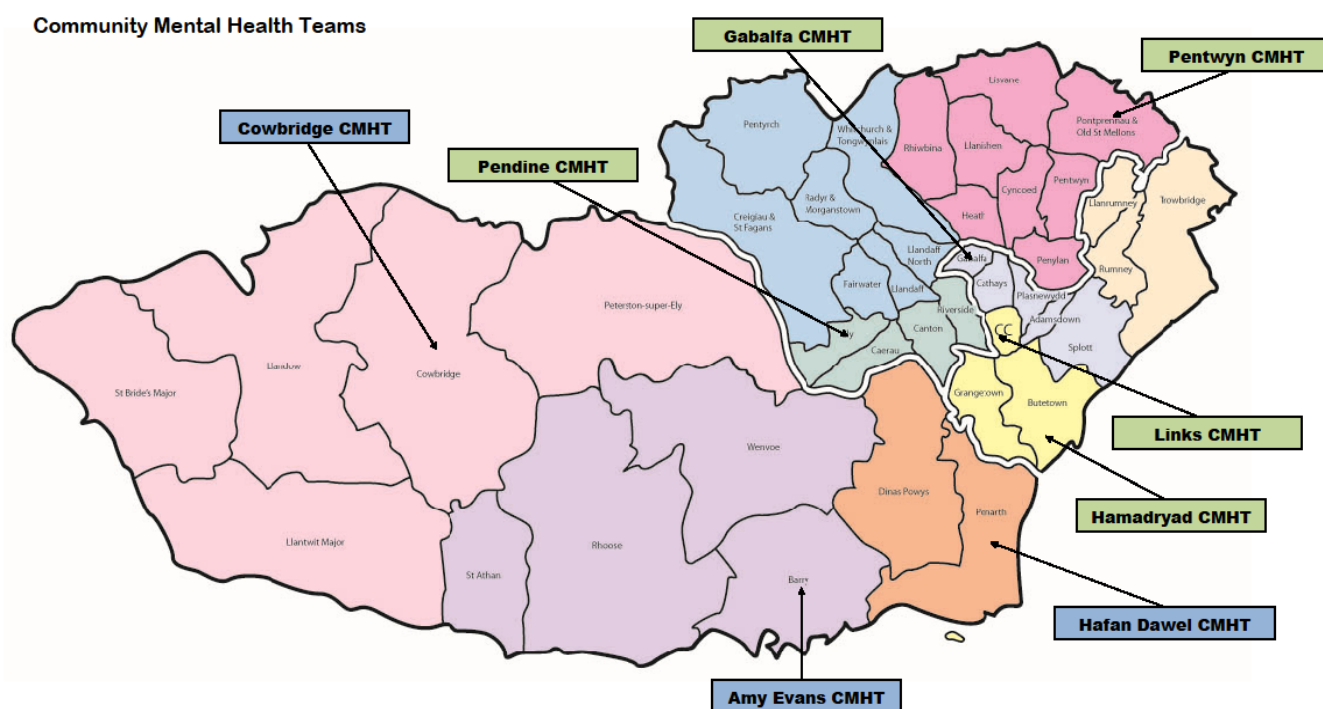 Community Mental Health Teams
Gabalfa CMHT
Pentwyn CMHT
Cowbridge CMHT
Pendine CMHT
Lisvane
Pentyrch
Whitchurch &
Tongwynlais
Rhiwbina
Llanishen
Pontprennau &
Old St Mellons
Pentwyn
Cyncoed
Radyr &
Morganstown
Creigiau &
St Fagans
Heath
Llanrumney
Trowbridge
Llandaff
North
Gabalfa
Penylan
Rumney
Fairwater
Llandaff
Cathays
Plasnewydd
Peterston-super-Ely
Riverside
Adamsdown
Ely
Canton
CC
Splott
Caerau
Llandow
Cowbridge
St Bride's Major
Grangetown
Butetown
Links CMHT
Wenvoe
Dinas Powys
Penarth
Hamadryad CMHT
Llantwit Major
Rhoose
St Athan
Barry
Hafan Dawel CMHT
Amy Evans CMHT